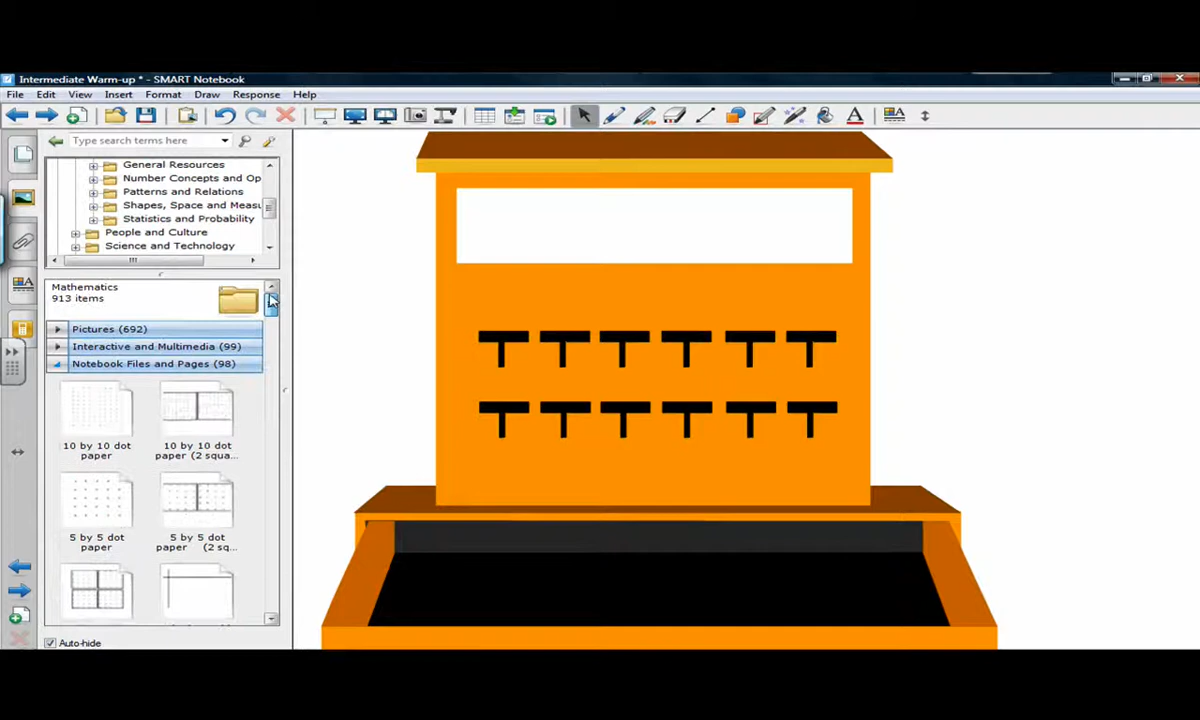 Intermediate Warm-up * - SMART Notebook
File Edit View Insert Format Draw Response Help
Type search terms here
General Resources
Number Concepts and Op
Patterns and Relations
Shapes, Space and Measu
Statistics and Probability
People and Culture
Science and Technology
Mathematics
913 items
Pictures (692)
Interactive and Multimedia (99)
Notebook Files and Pages (98)
10 by 10 dot
paper
10 by 10 dot
paper (2 squa...
5 by 5 dot
paper
5 by 5 dot
paper (2 sq...
Auto-hide